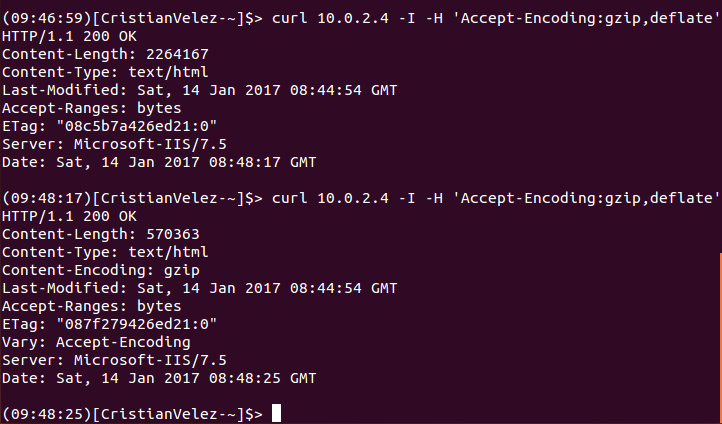 (09:46:59)[CristianVelez-~]$> curl 10.0.2.4 -I -H 'Accept-Encoding:gzip,deflate'
HTTP/1.1 200 OK
Content-Length: 2264167
Content-Type: text/html
Last-Modified: Sat, 14 Jan 2017 08:44:54 GMT
Accept-Ranges: bytes
ETag: "08c5b7a426ed21:0"
Server: Microsoft-IIS/7.5
Date: Sat, 14 Jan 2017 08:48:17 GMT

(09:48:17)[CristianVelez-~]$> curl 10.0.2.4 -I -H 'Accept-Encoding:gzip,deflate'
HTTP/1.1 200 OK
Content-Length: 570363
Content-Type: text/html
Content-Encoding: gzip
Last-Modified: Sat, 14 Jan 2017 08:44:54 GMT
Accept-Ranges: bytes
ETag: "087f279426ed21:0"
Vary: Accept-Encoding
Server: Microsoft-IIS/7.5
Date: Sat, 14 Jan 2017 08:48:25 GMT

(09:48:25)[CristianVelez-~]$>